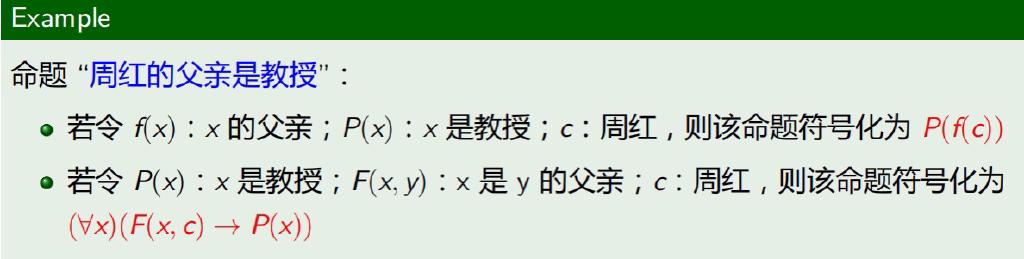 Example
命题 “周红的父亲是教授”：
若令 f(x)：x 的父亲；P(x)：x 是教授；c：周红，则该命题符号化为 P(f(c))
若令 P(x)：x 是教授；F(x, y)：x 是 y 的父亲；c：周红，则该命题符号化为
(∀x)(F(x, c) → P(x))